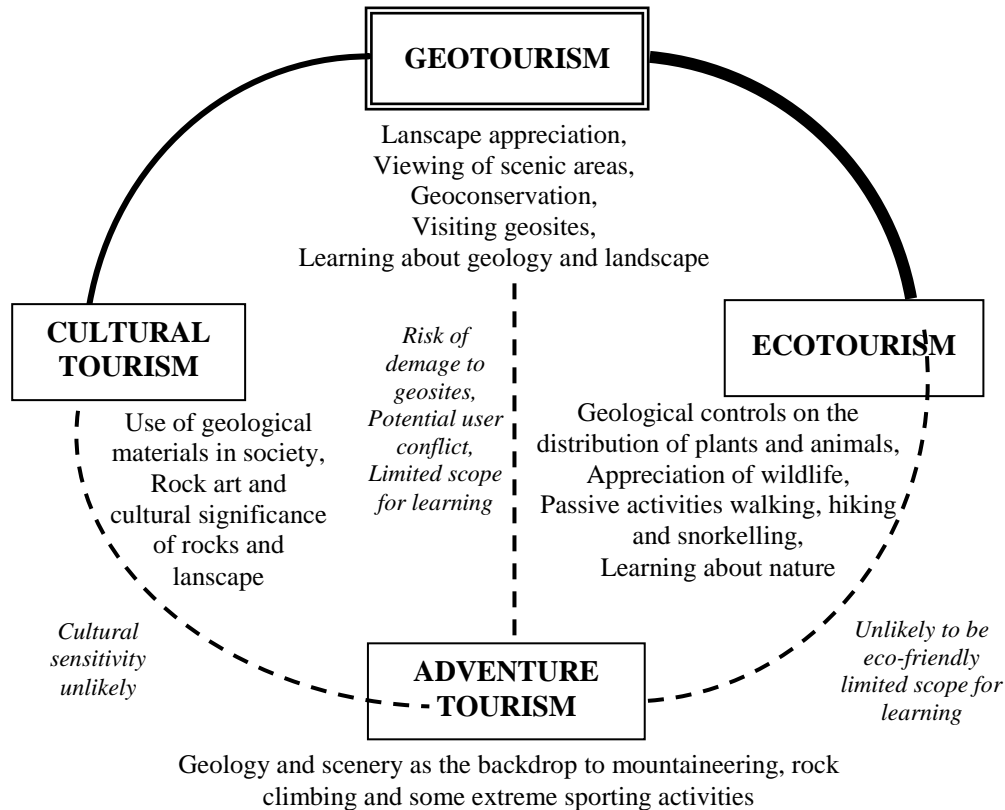 GEOTOURISM
Lanscape appreciation,
Viewing of scenic areas,
Geoconservation,
Visiting geosites,
Learning about geology and landscape
CULTURAL
TOURISM
Use of geological
materials in society,
Rock art and
cultural significance
of rocks and
lanscape
Risk of
demage to
geosites,
Potential user
conflict,
Limited scope
for learning
ECOTOURISM
Geological controls on the
distribution of plants and animals,
Appreciation of wildlife,
Passive activities walking, hiking
and snorkelling,
Learning about nature
Cultural
sensitivity
unlikely
ADVENTURE
TOURISM
Unlikely to be
eco-friendly
limited scope for
learning
Geology and scenery as the backdrop to mountaineering, rock
climbing and some extreme sporting activities